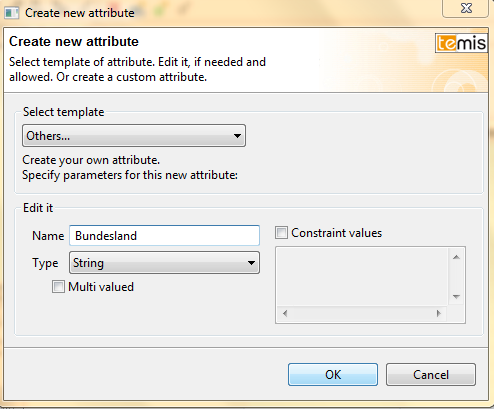 Create new attribute
Create new attribute
temis
Select template of attribute. Edit it, if needed and
allowed. Or create a custom attribute.
Select template
Others...
Create your own attribute.
Specify parameters for this new attribute:
Edit it
Name Bundesland
Constraint values
Type String
Multi valued
OK
Cancel